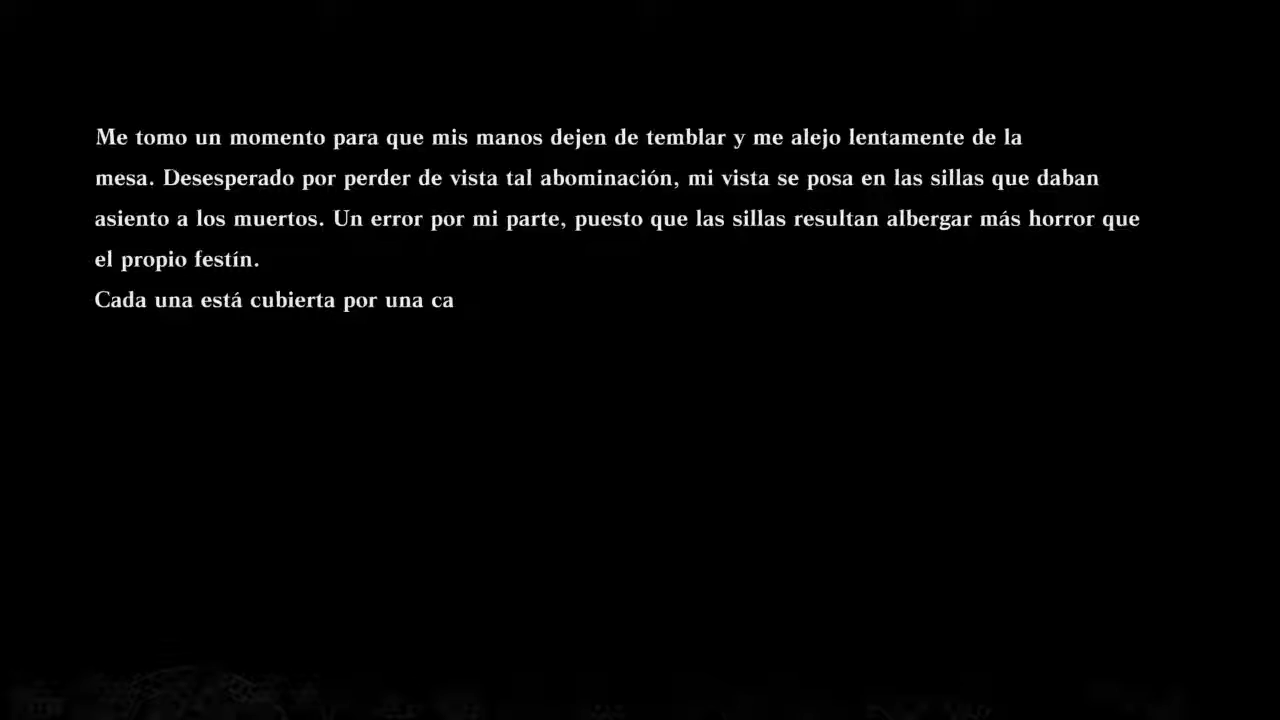 Me tomo un momento para que mis manos dejen de temblar y me alejo lentamente de la
mesa. Desesperado por perder de vista tal abominación, mi vista se posa en las sillas que daban
asiento a los muertos. Un error por mi parte, puesto que las sillas resultan albergar más horror que
el propio festín.
Cada una está cubierta por una ca